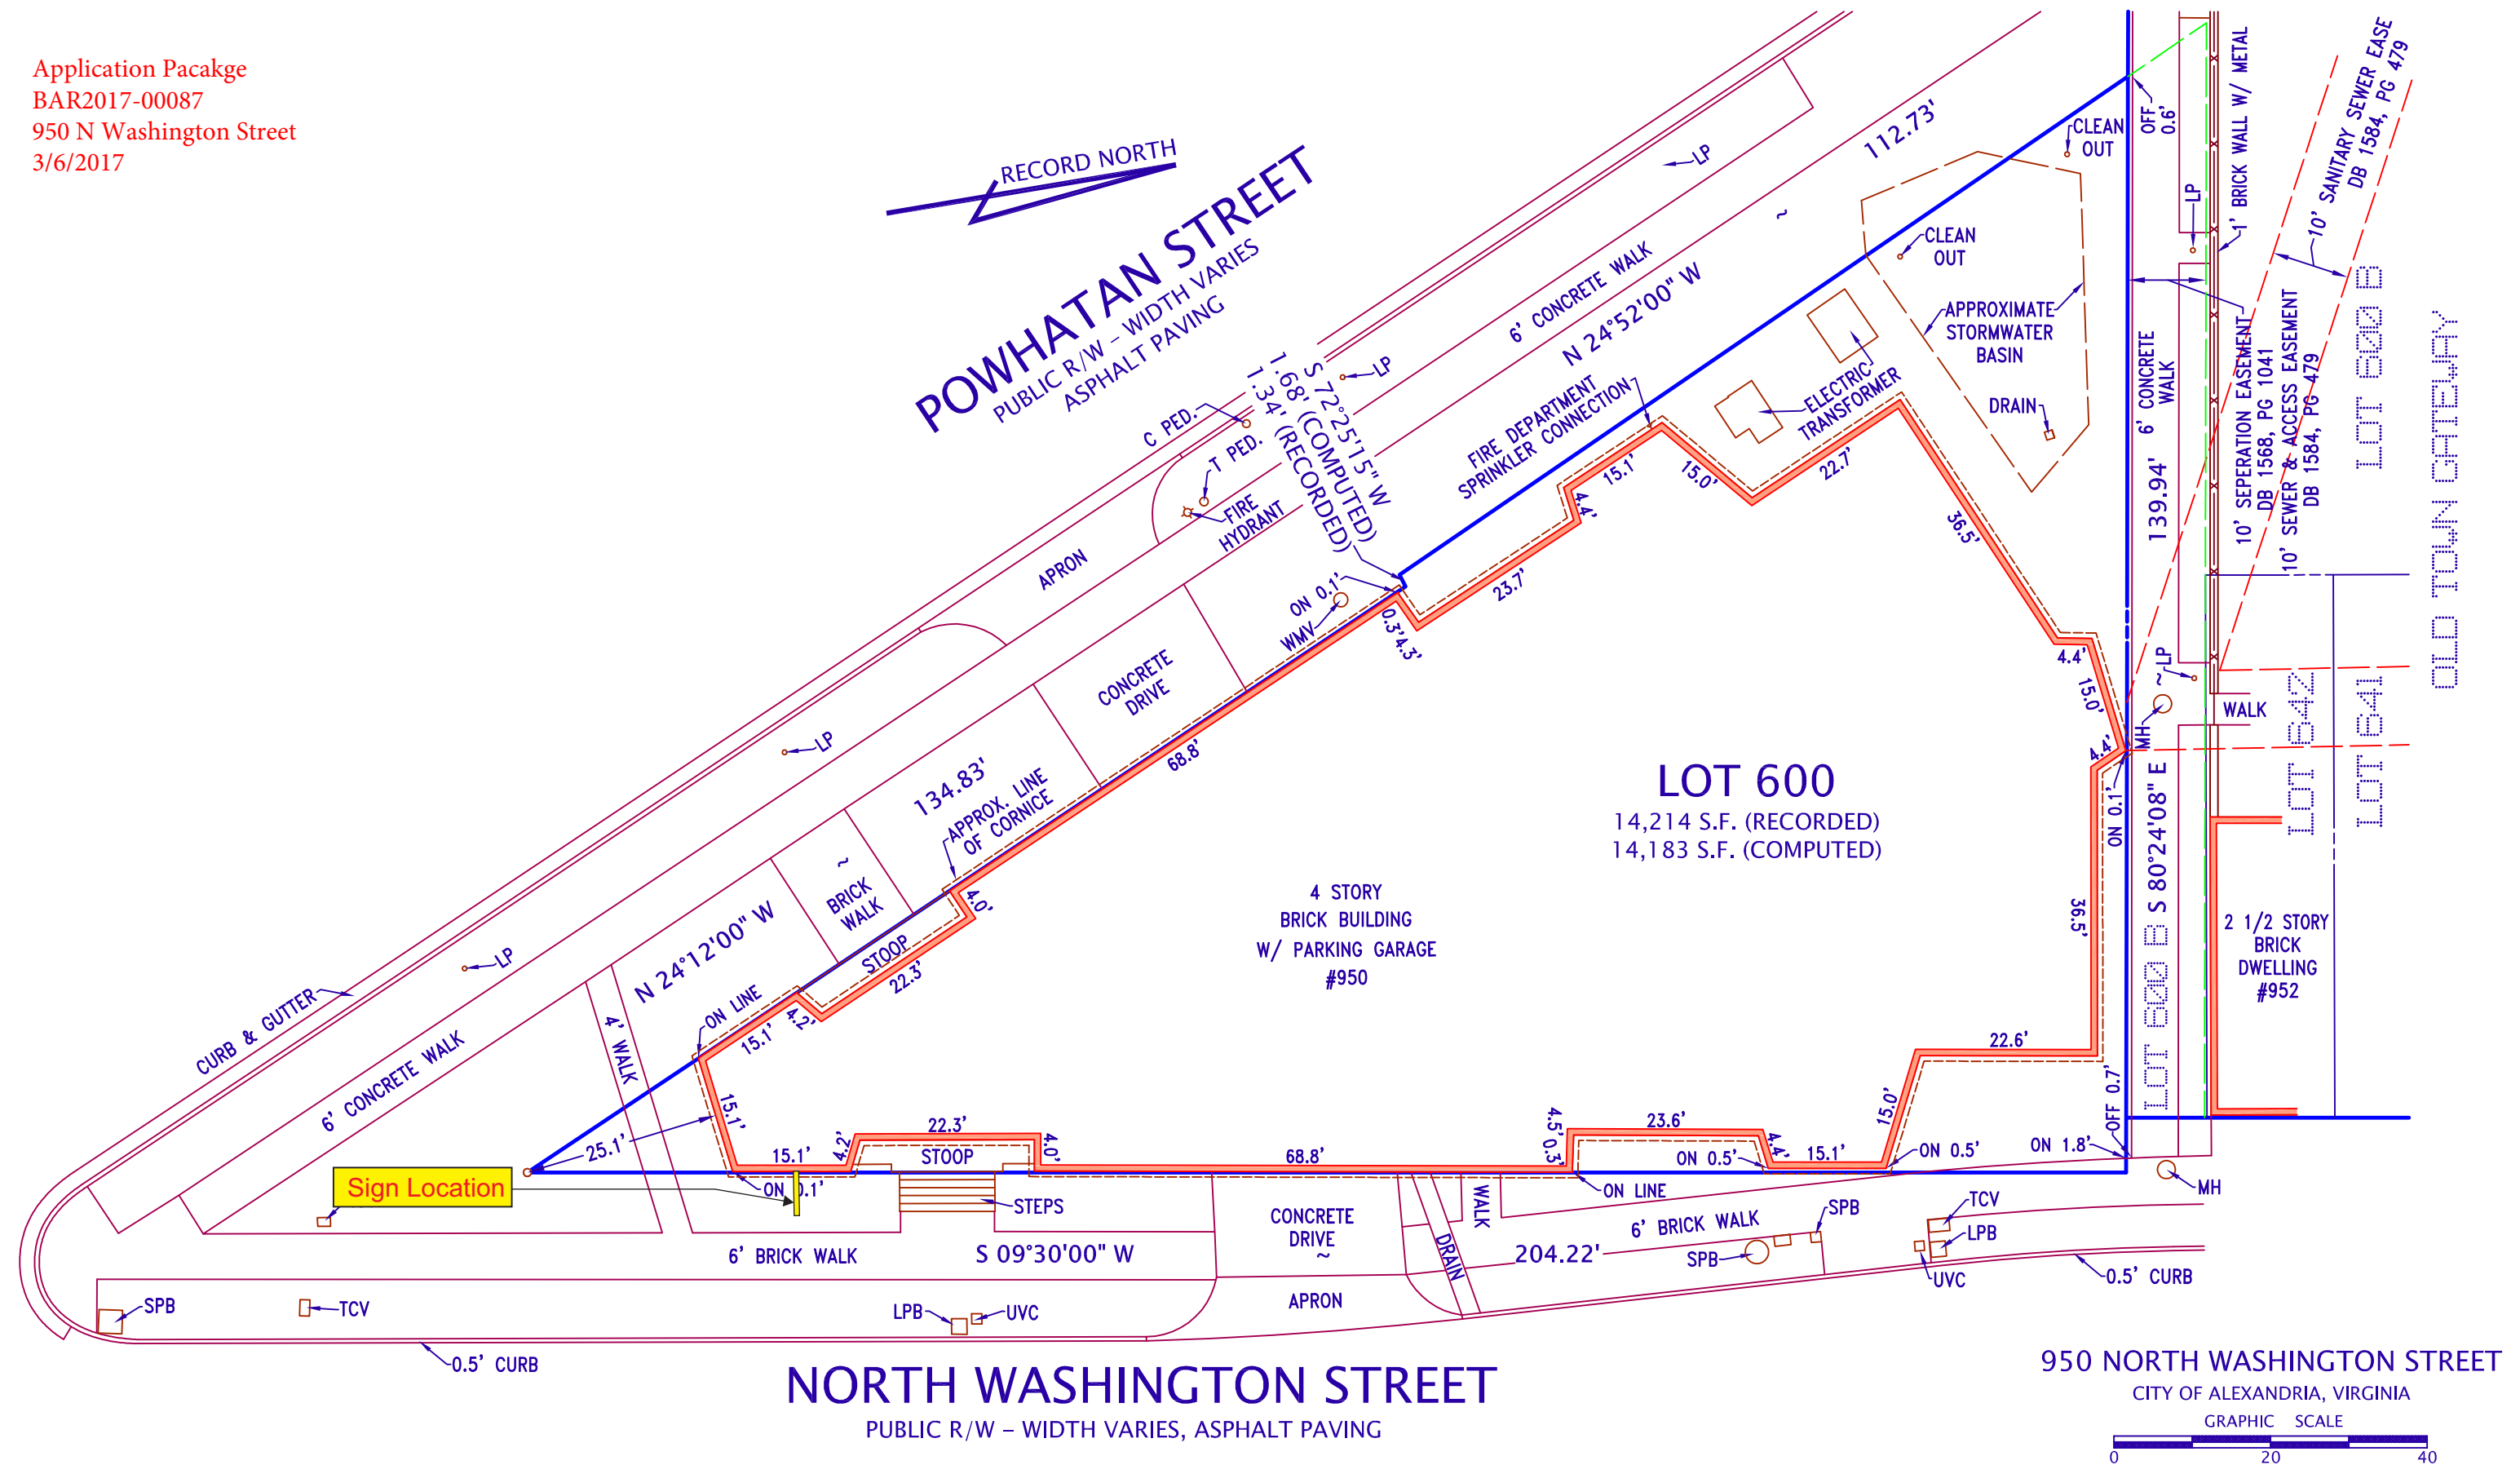 Application Pacakge
BAR2017-00087
950 N Washington Street
3/6/2017
RECORD NORTH
POWHATAN STREET
PUBLIC R/W – WIDTH VARIES
ASPHALT PAVING
C PED.
T PED.
FIRE
HYDRANT
APRON
S 72°25'15" W
1.68' (COMPUTED)
1.34' (RECORDED)
LP
LP
6' CONCRETE WALK
N 24°52'00" W
112.73'
~
CLEAN
OUT
CLEAN
OUT
APPROXIMATE
STORMWATER
BASIN
DRAIN
ELECTRIC
TRANSFORMER
FIRE DEPARTMENT
SPRINKLER CONNECTION
15.1'
15.0'
22.7'
4.4'
23.7'
36.5'
4.4'
15.0'
4.4'
ON 0.1'
WMV
0.3'
4.3'
OFF
0.6'
LP
1' BRICK WALL W/ METAL
10' SANITARY SEWER EASE
DB 1584, PG 479
6' CONCRETE
WALK
139.94'
10' SEPERATION EASEMENT
DB 1568, PG 1041
10' SEWER & ACCESS EASEMENT
DB 1584, PG 479
LOT 600 B
OLD TOWN GATEWAY
LOT 642
LOT 641
~
LP
MH
WALK
ON 0.1'
S 80°24'08" E
LOT 600 B
36.5'
2 1/2 STORY
BRICK
DWELLING
#952
LOT 600
14,214 S.F. (RECORDED)
14,183 S.F. (COMPUTED)
4 STORY
BRICK BUILDING
W/ PARKING GARAGE
#950
CONCRETE
DRIVE
68.8'
LP
134.83'
APPROX. LINE
OF CORNICE
~
BRICK
WALK
4.0'
STOOP
22.3'
4.2'
N 24°12'00" W
ON LINE
15.1'
LP
CURB & GUTTER
6' CONCRETE WALK
4' WALK
15.1'
25.1'
Sign Location
15.1'
4.2'
22.3'
STOOP
4.0'
68.8'
4.5'
0.3'
23.6'
4.4'
15.1'
15.0'
22.6'
OFF 0.7'
ON 0.1'
STEPS
ON LINE
ON 0.5'
ON 0.5'
ON 1.8'
MH
6' BRICK WALK
S 09°30'00" W
CONCRETE
DRIVE
~
WALK
DRAIN
204.22'
6' BRICK WALK
SPB
SPB
TCV
LPB
UVC
0.5' CURB
SPB
TCV
LPB
UVC
APRON
0.5' CURB
NORTH WASHINGTON STREET
PUBLIC R/W – WIDTH VARIES, ASPHALT PAVING
950 NORTH WASHINGTON STREET
CITY OF ALEXANDRIA, VIRGINIA
GRAPHIC SCALE
0 20 40